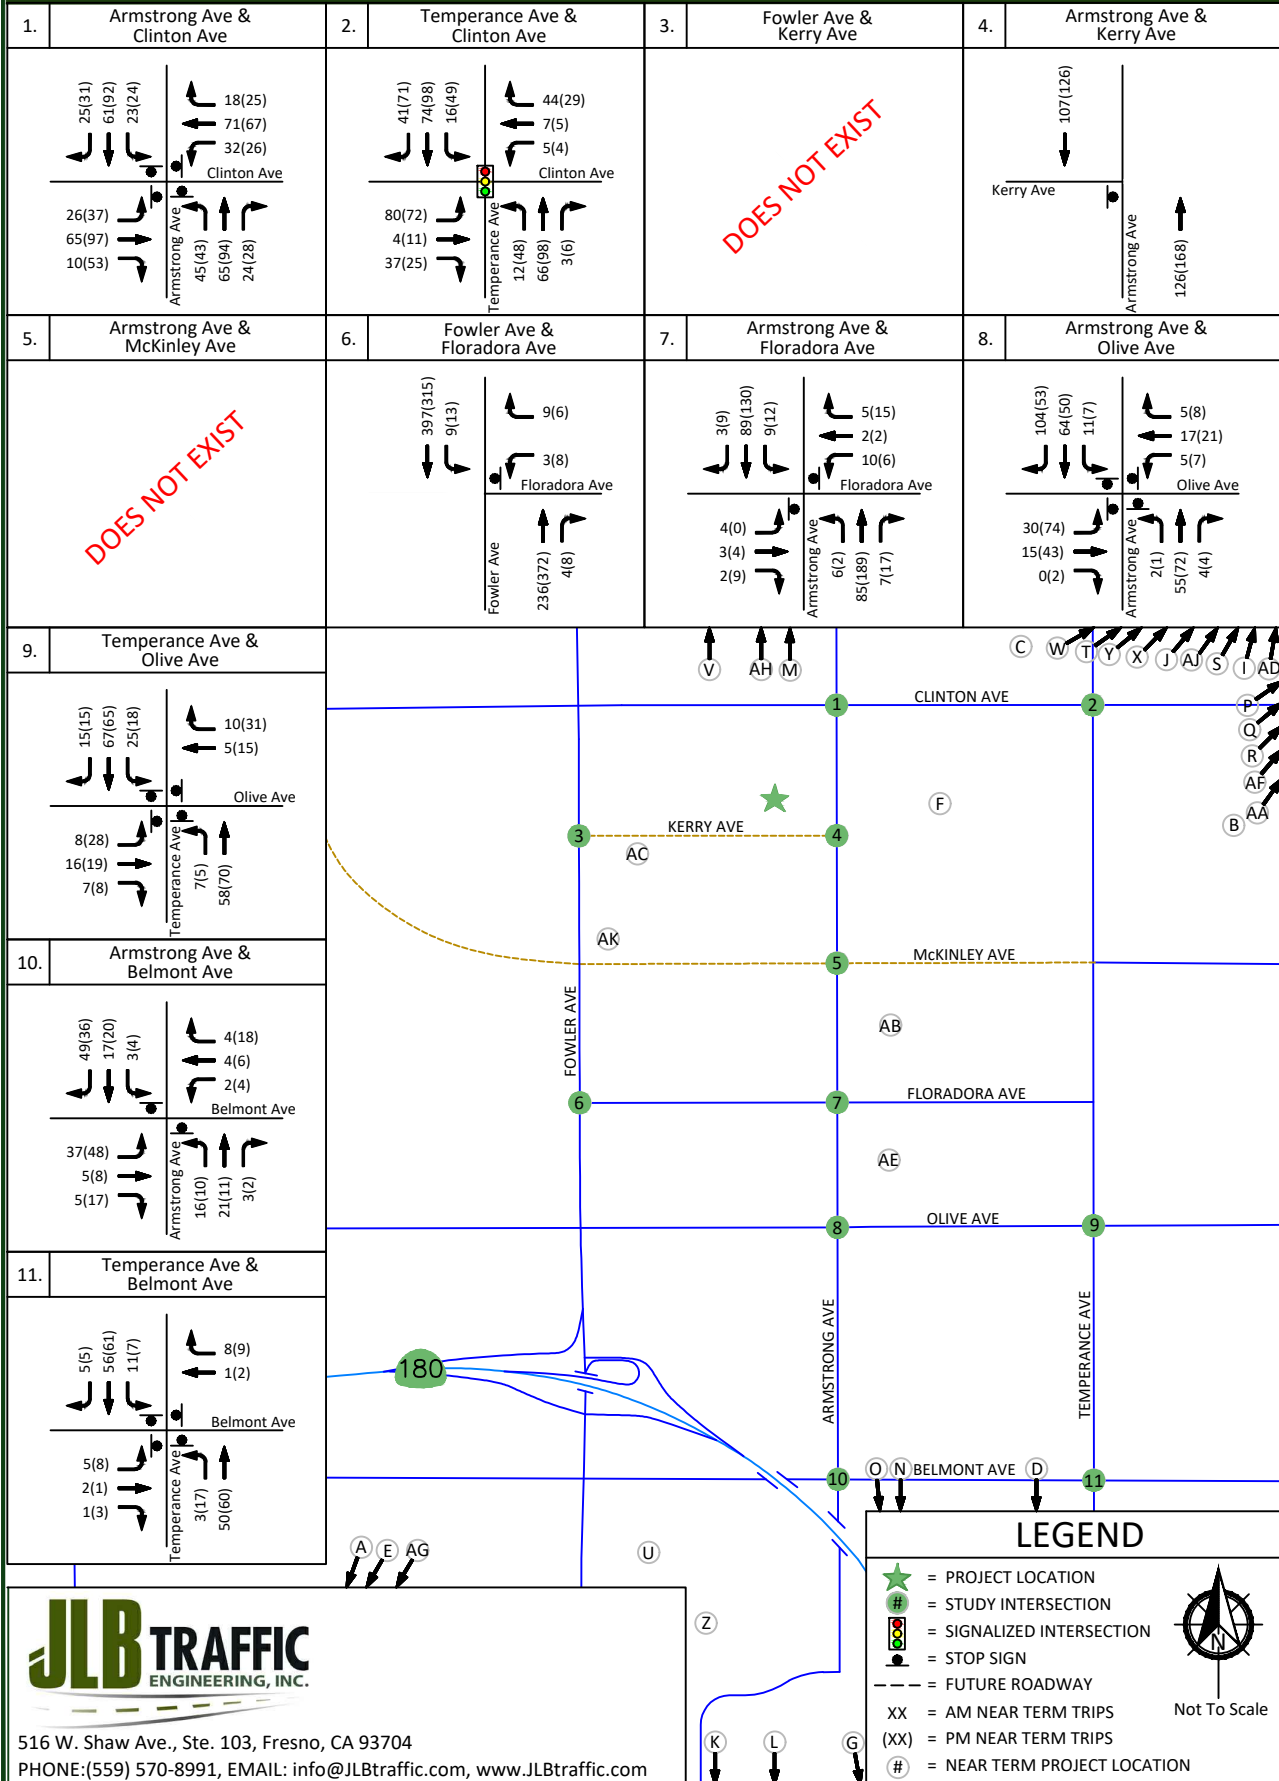 1.
Armstrong Ave &
Clinton Ave
25(31)
61(92)
23(24)
18(25)
71(67)
32(26)
Clinton Ave
26(37)
65(97)
10(53)
Armstrong Ave
45(43)
65(94)
24(28)
2.
Temperance Ave &
Clinton Ave
41(71)
74(98)
16(49)
44(29)
7(5)
5(4)
Clinton Ave
80(72)
4(11)
37(25)
Temperance Ave
12(48)
66(98)
3(6)
3.
Fowler Ave &
Kerry Ave
DOES NOT EXIST
4.
Armstrong Ave &
Kerry Ave
107(126)
Kerry Ave
Armstrong Ave
126(168)
5.
Armstrong Ave &
McKinley Ave
DOES NOT EXIST
6.
Fowler Ave &
Floradora Ave
397(315)
9(13)
9(6)
3(8)
Floradora Ave
Fowler Ave
236(372)
4(8)
7.
Armstrong Ave &
Floradora Ave
3(9)
89(130)
9(12)
5(15)
2(2)
10(6)
Floradora Ave
4(0)
3(4)
2(9)
Armstrong Ave
6(2)
85(189)
7(17)
8.
Armstrong Ave &
Olive Ave
104(53)
64(50)
11(7)
5(8)
17(21)
5(7)
Olive Ave
30(74)
15(43)
0(2)
Armstrong Ave
2(1)
55(72)
4(4)
9.
Temperance Ave &
Olive Ave
15(15)
67(65)
25(18)
10(31)
5(15)
Olive Ave
8(28)
16(19)
7(8)
Temperance Ave
7(5)
58(70)
10.
Armstrong Ave &
Belmont Ave
49(36)
17(20)
3(4)
4(18)
4(6)
2(4)
Belmont Ave
37(48)
5(8)
5(17)
Armstrong Ave
16(10)
21(11)
3(2)
11.
Temperance Ave &
Belmont Ave
5(5)
56(61)
11(7)
8(9)
1(2)
Belmont Ave
5(8)
2(1)
1(3)
Temperance Ave
3(17)
50(60)
V
AH
M
C
W
T
Y
X
J
AJ
S
I
AD
P
Q
R
AF
AA
B
1
CLINTON AVE
2
F
3
KERRY AVE
4
AC
AK
5
McKINLEY AVE
FOWLER AVE
AB
6
7
FLORADORA AVE
AE
8
OLIVE AVE
9
ARMSTRONG AVE
TEMPERANCE AVE
180
10
O
N
BELMONT AVE
D
11
A
E
AG
U
Z
K
L
G
LEGEND
= PROJECT LOCATION
# = STUDY INTERSECTION
= SIGNALIZED INTERSECTION
= STOP SIGN
= FUTURE ROADWAY
XX = AM NEAR TERM TRIPS
(XX) = PM NEAR TERM TRIPS
# = NEAR TERM PROJECT LOCATION
N
Not To Scale
JLB TRAFFIC
ENGINEERING, INC.
516 W. Shaw Ave., Ste. 103, Fresno, CA 93704
PHONE:(559) 570-8991, EMAIL: info@JLBtraffic.com, www.JLBtraffic.com